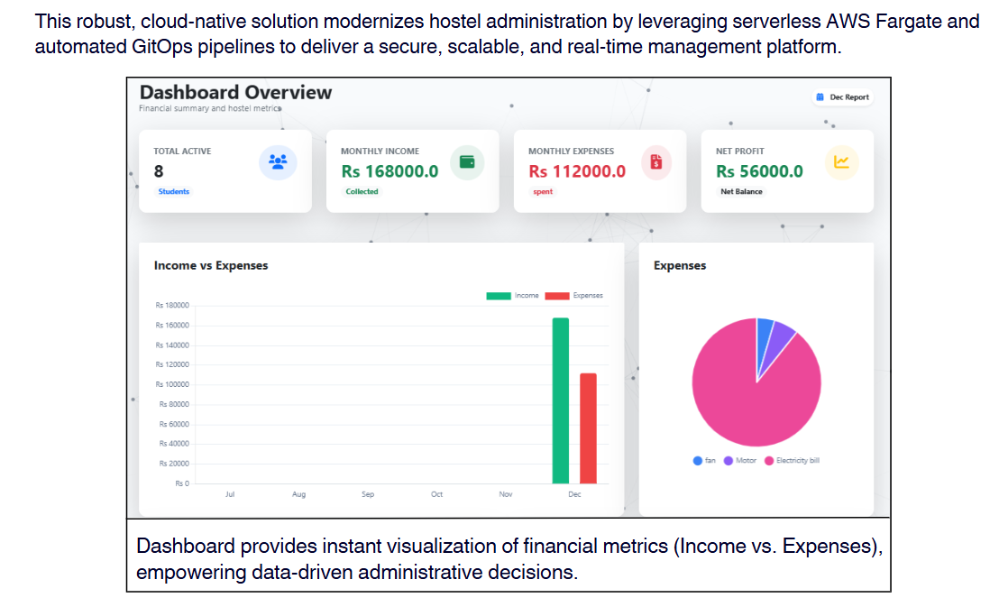 This robust, cloud-native solution modernizes hostel administration by leveraging serverless AWS Fargate and
automated GitOps pipelines to deliver a secure, scalable, and real-time management platform.
Dashboard Overview
Financial summary and hostel metrics
Dec Report
TOTAL ACTIVE
8
Students
MONTHLY INCOME
Rs 168000.0
Collected
MONTHLY EXPENSES
Rs 112000.0
spent
NET PROFIT
Rs 56000.0
Net Balance
Income vs Expenses
Income Expenses
Rs 180000
Rs 160000
Rs 140000
Rs 120000
Rs 100000
Rs 80000
Rs 60000
Rs 40000
Rs 20000
Rs 0
Jul Aug Sep Oct Nov Dec
Expenses
fan Motor Electricity bill
Dashboard provides instant visualization of financial metrics (Income vs. Expenses),
empowering data-driven administrative decisions.